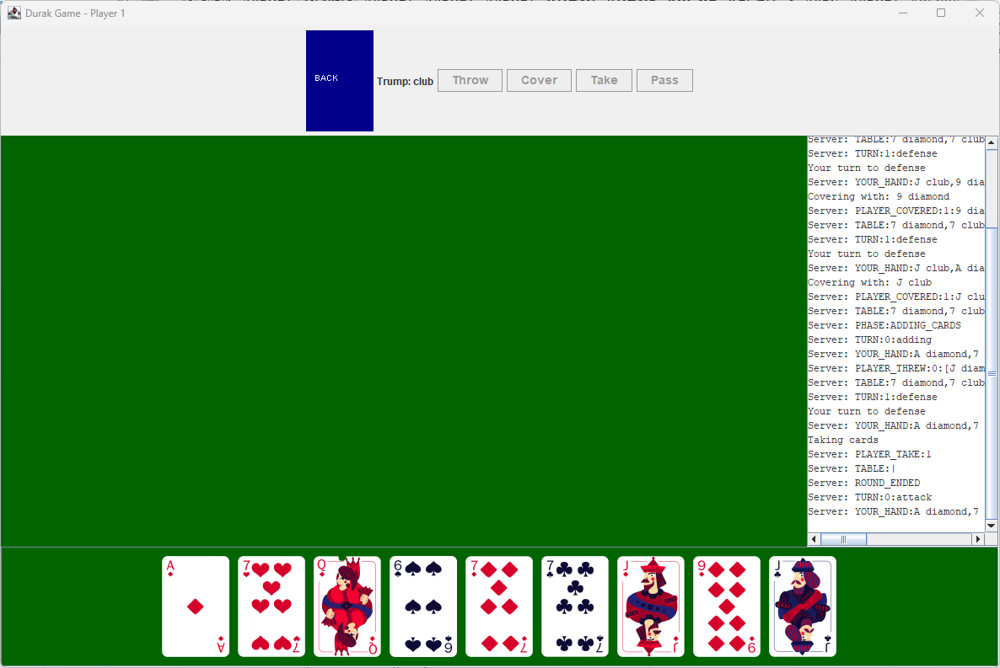 Durak Game - Player 1
BACK
Trump: club
Throw
Cover
Take
Pass
Server: TABLE:7 diamond,7 club
Server: TURN:1:defense
Your turn to defense
Server: YOUR_HAND:J club,9 dia
Covering with: 9 diamond
Server: PLAYER_COVERED:1:9 dia
Server: TABLE:7 diamond,7 club
Server: TURN:1:defense
Your turn to defense
Server: YOUR_HAND:J club,A dia
Covering with: J club
Server: PLAYER_COVERED:1:J clu
Server: TABLE:7 diamond,7 club
Server: PHASE:ADDING_CARDS
Server: TURN:0:adding
Server: YOUR_HAND:A diamond,7
Server: PLAYER_THREW:0:[J diam
Server: TABLE:7 diamond,7 club
Server: TURN:1:defense
Your turn to defense
Server: YOUR_HAND:A diamond,7
Taking cards
Server: PLAYER_TAKE:1
Server: TABLE:|
Server: ROUND_ENDED
Server: TURN:0:attack
Server: YOUR_HAND:A diamond,7
A
A
7
7
Q
Q
6
6
7
7
7
7
J
J
9
9
J
J